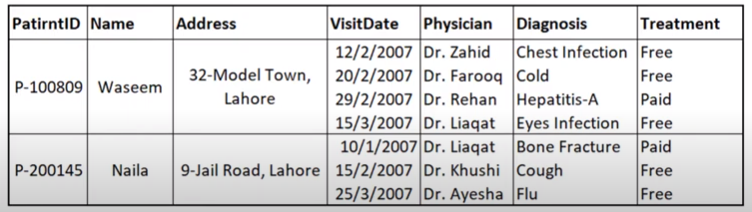 PatirntID Name Address VisitDate Physician Diagnosis Treatment
P-100809 Waseem 32-Model Town, Lahore 12/2/2007 Dr. Zahid Chest Infection Free
20/2/2007 Dr. Farooq Cold Free
29/2/2007 Dr. Rehan Hepatitis-A Paid
15/3/2007 Dr. Liaqat Eyes Infection Free
P-200145 Naila 9-Jail Road, Lahore 10/1/2007 Dr. Liaqat Bone Fracture Paid
15/2/2007 Dr. Khushi Cough Free
25/3/2007 Dr. Ayesha Flu Free